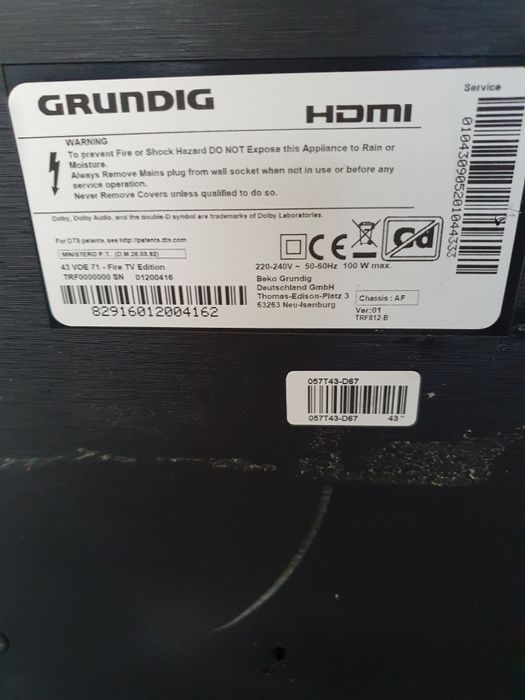 GRUNDIG
HDMI
Service
WARNING
To prevent Fire or Shock Hazard DO NOT Expose this Appliance to Rain or
Moisture.
Always Remove Mains plug from wall socket when not in use or before any
service operation.
Never Remove Covers unless qualified to do so.
Dolby, Dolby Audio, and the double-D symbol are trademarks of Dolby Laboratories.
For DTS patents, see http://patents.dts.com
MINISTERO P.T. (D.M.26.03.92)
43 VOE 71 - Fire TV Edition
TRF0000000 SN 01200416
82916012004162
CE
Cd
220-240V ~ 50-60Hz 100 W max.
Beko Grundig
Deutschland GmbH
Thomas-Edison-Platz 3
63263 Neu-Isenburg
Chassis : AF
Ver:01
TRF812-B
010430905201044333
057T43-D67
057T43-D67 43"